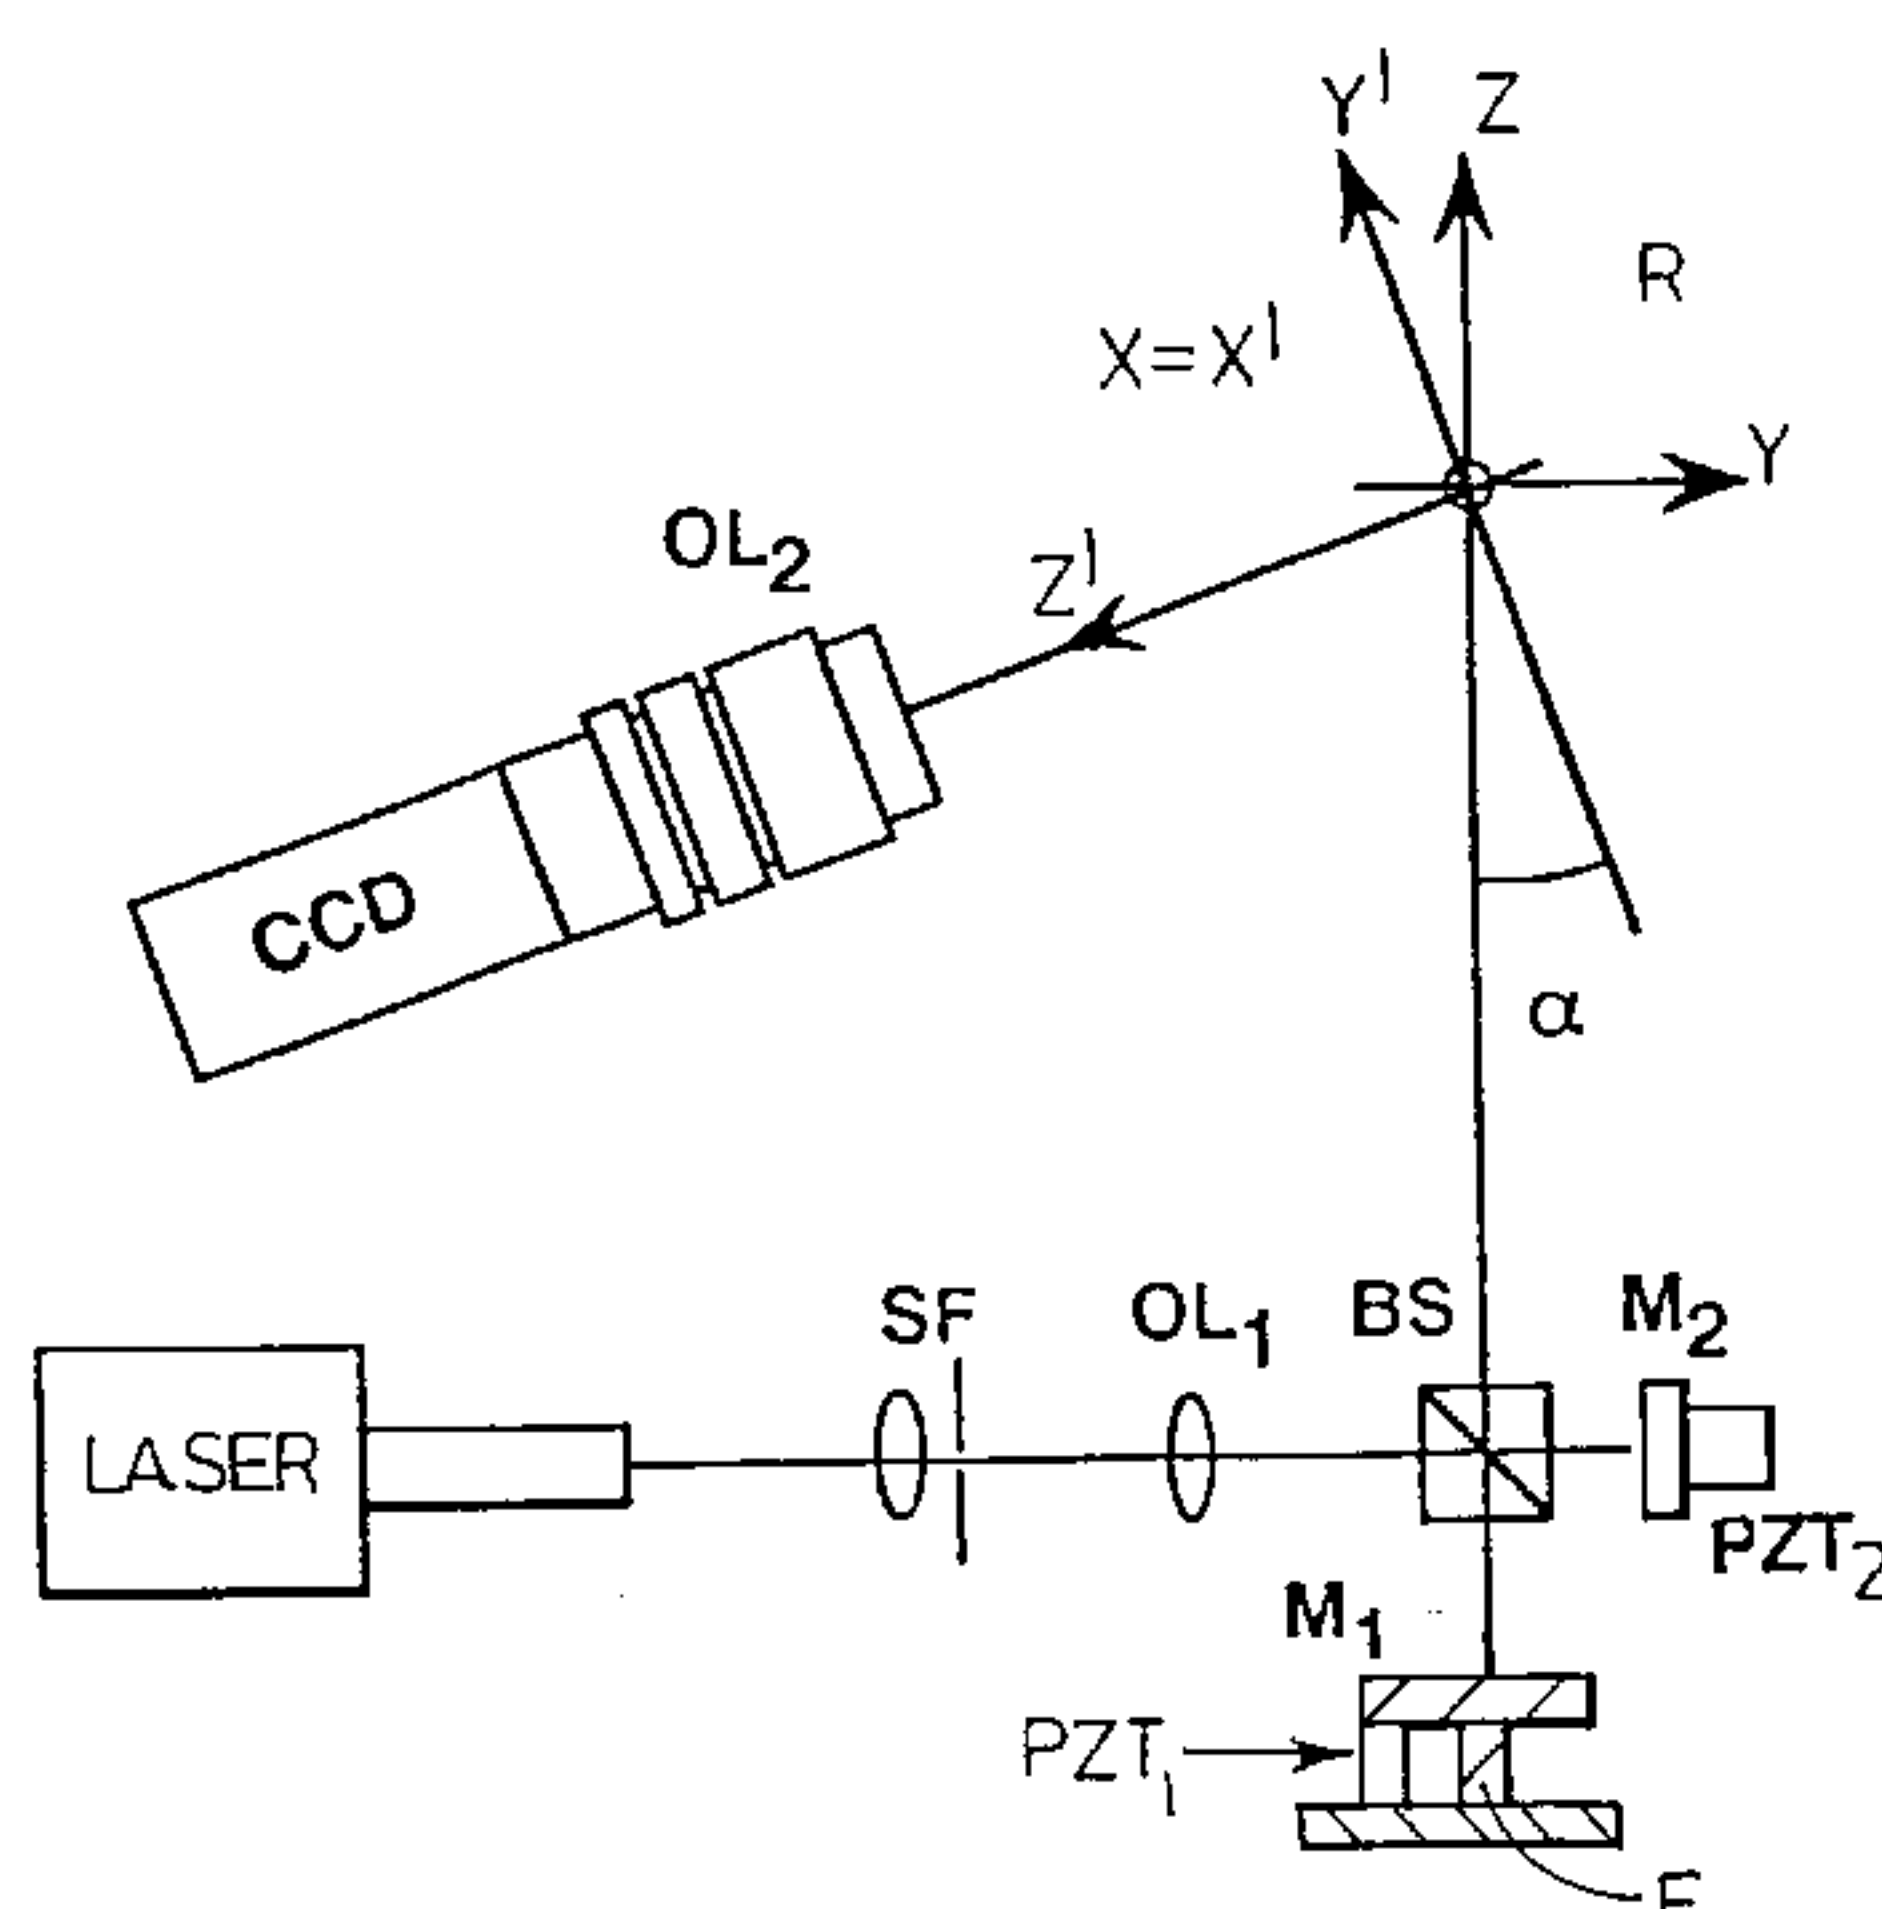 Y' Z
R
X=X'
Y
OL2
Z'
CCD
α
SF OL1 BS M2
LASER
PZT2
M1
PZT1